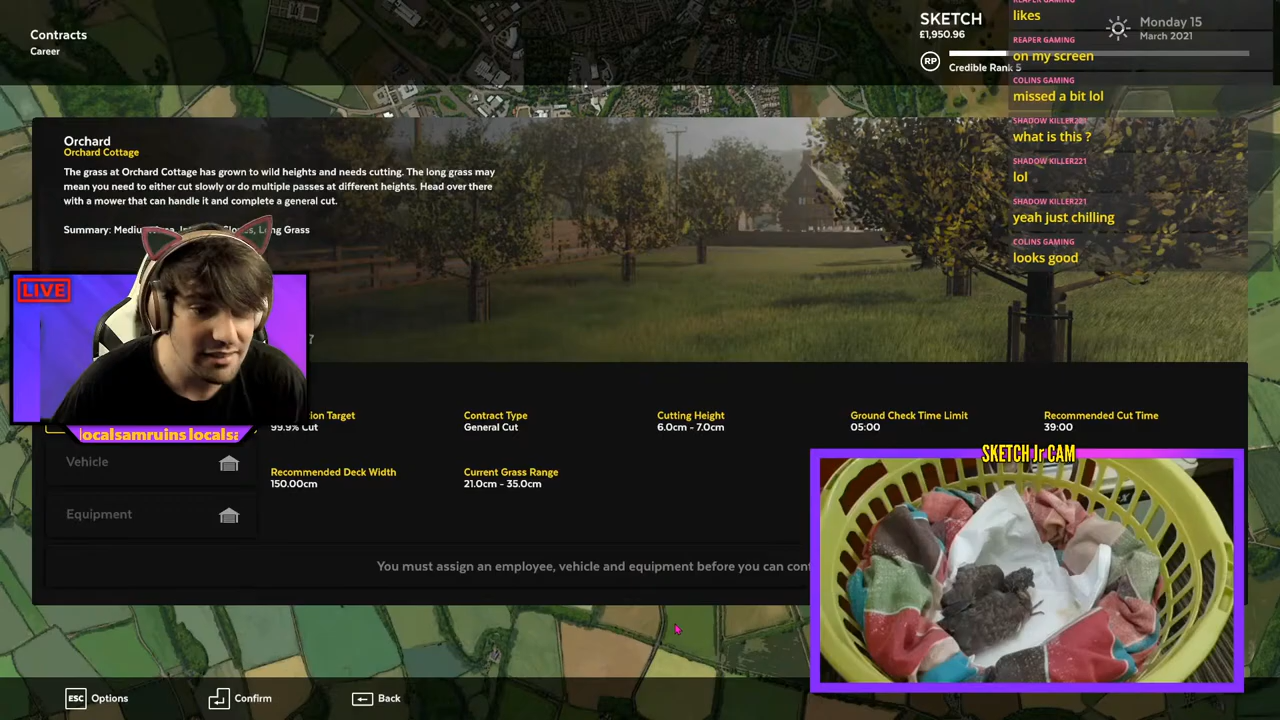 Contracts
Career
SKETCH
£1,950.96
RP
Credible Rank 5
Monday 15
March 2021
REAPER GAMING
likes
REAPER GAMING
on my screen
COLINS GAMING
missed a bit lol
SHADOW KILLER221
what is this ?
SHADOW KILLER221
lol
SHADOW KILLER221
yeah just chilling
COLINS GAMING
looks good
Orchard
Orchard Cottage
The grass at Orchard Cottage has grown to wild heights and needs cutting. The long grass may
mean you need to either cut slowly or do multiple passes at different heights. Head over there
with a mower that can handle it and complete a general cut.
Summary: Medium Long Grass
LIVE
localsamruins locals
Target
99.9% Cut
Contract Type
General Cut
Cutting Height
6.0cm - 7.0cm
Ground Check Time Limit
05:00
Recommended Cut Time
39:00
Recommended Deck Width
150.00cm
Current Grass Range
21.0cm - 35.0cm
Vehicle
Equipment
You must assign an employee, vehicle and equipment before you can
SKETCH Jr CAM
ESC Options
Confirm
Back